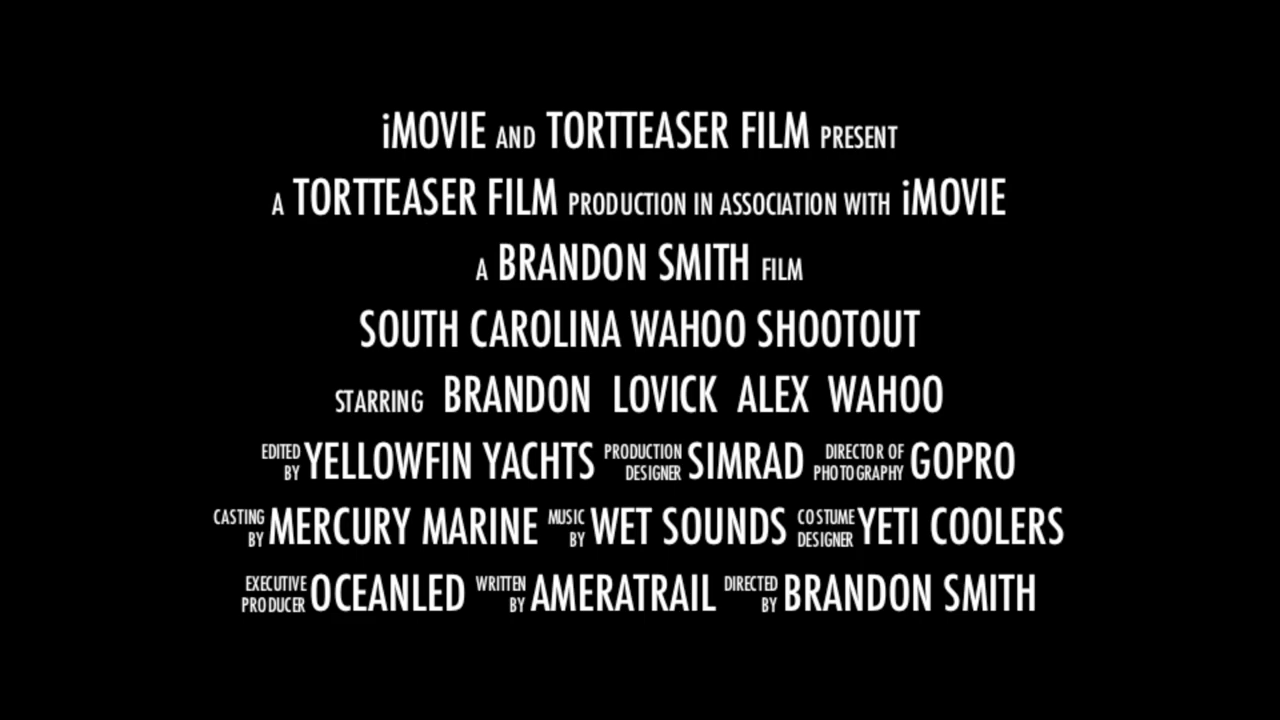 iMOVIE AND TORTTEASER FILM PRESENT
A TORTTEASER FILM PRODUCTION IN ASSOCIATION WITH iMOVIE
A BRANDON SMITH FILM
SOUTH CAROLINA WAHOO SHOOTOUT
STARRING BRANDON LOVICK ALEX WAHOO
EDITED BY YELLOWFIN YACHTS PRODUCTION DESIGNER SIMRAD DIRECTOR OF PHOTOGRAPHY GOPRO
CASTING BY MERCURY MARINE MUSIC BY WET SOUNDS COSTUME DESIGNER YETI COOLERS
EXECUTIVE PRODUCER OCEANLED WRITTEN BY AMERATRAIL DIRECTED BY BRANDON SMITH